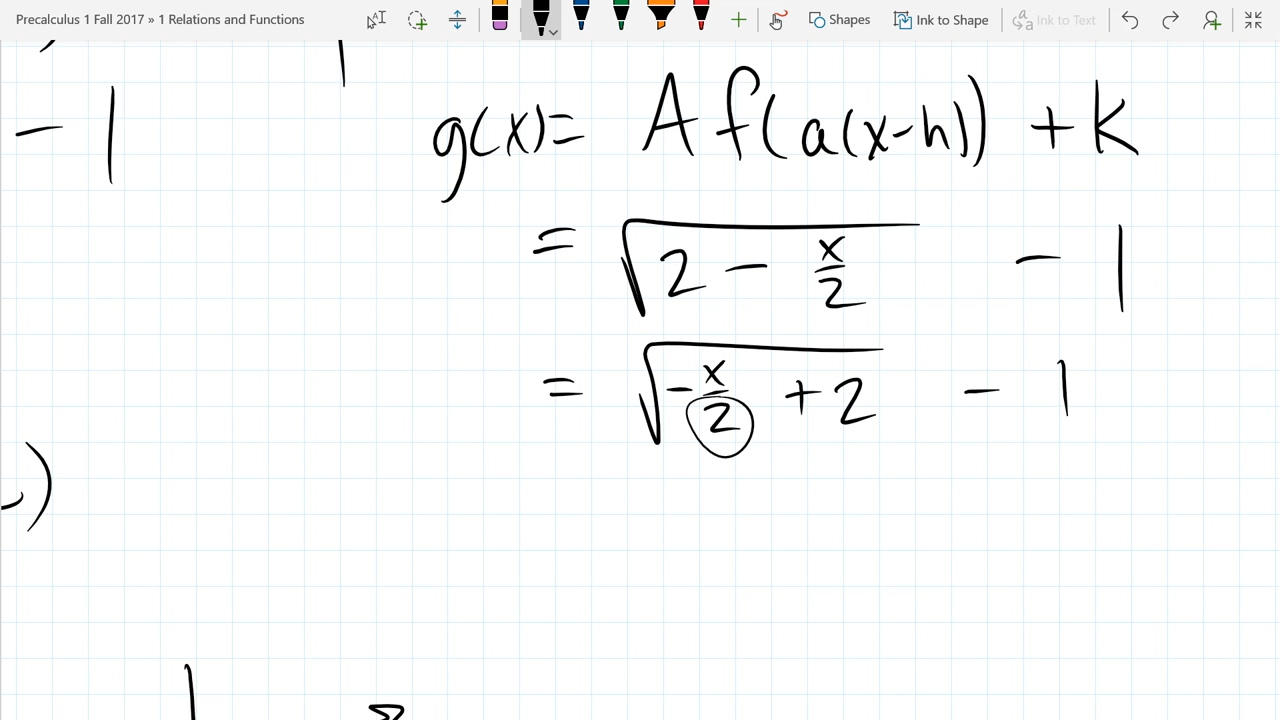 Precalculus 1 Fall 2017 » 1 Relations and Functions Shapes Ink to Shape Ink to Text
- 1
g(x) = A f(a(x-h)) + K
= √(2 - x/2) - 1
= √(-x/2 + 2) - 1
)